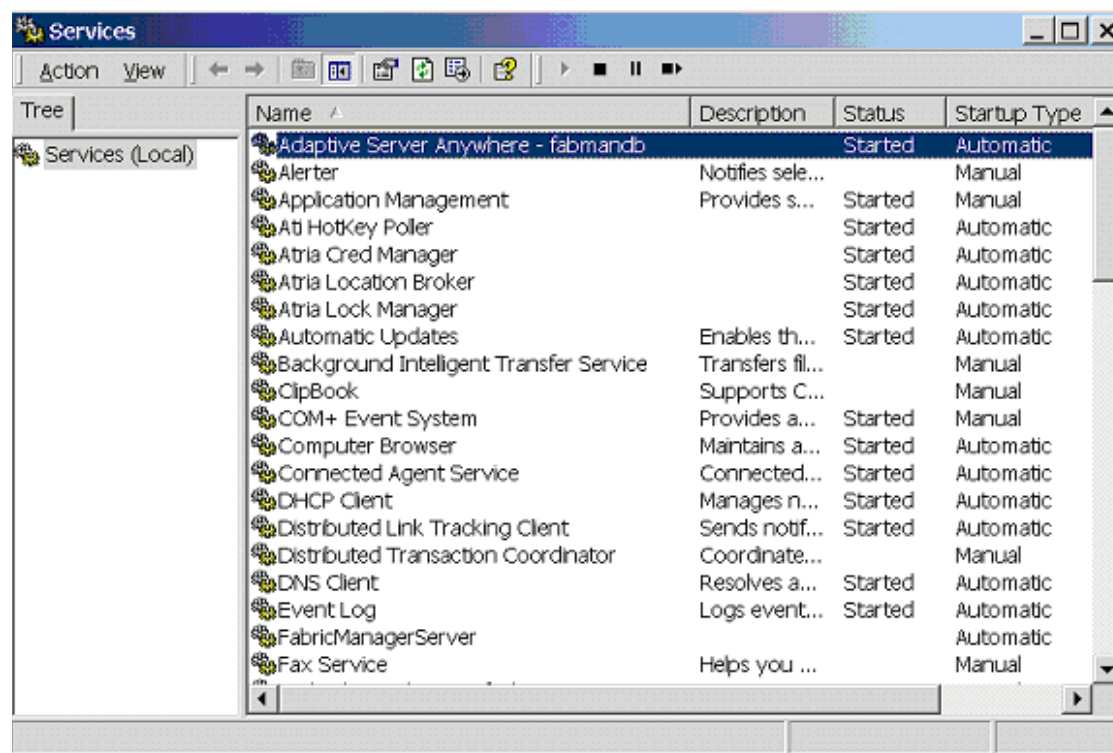 Services
Action View
Tree
Services (Local)
Name Description Status Startup Type
Adaptive Server Anywhere - fabmandb Started Automatic
Alerter Notifies sele... Manual
Application Management Provides s... Started Manual
Ati HotKey Poller Started Automatic
Atria Cred Manager Started Automatic
Atria Location Broker Started Automatic
Atria Lock Manager Started Automatic
Automatic Updates Enables th... Started Automatic
Background Intelligent Transfer Service Transfers fil... Manual
ClipBook Supports C... Manual
COM+ Event System Provides a... Started Manual
Computer Browser Maintains a... Started Automatic
Connected Agent Service Connected... Started Automatic
DHCP Client Manages n... Started Automatic
Distributed Link Tracking Client Sends notif... Started Automatic
Distributed Transaction Coordinator Coordinate... Manual
DNS Client Resolves a... Started Automatic
Event Log Logs event... Started Automatic
FabricManagerServer Automatic
Fax Service Helps you ... Manual